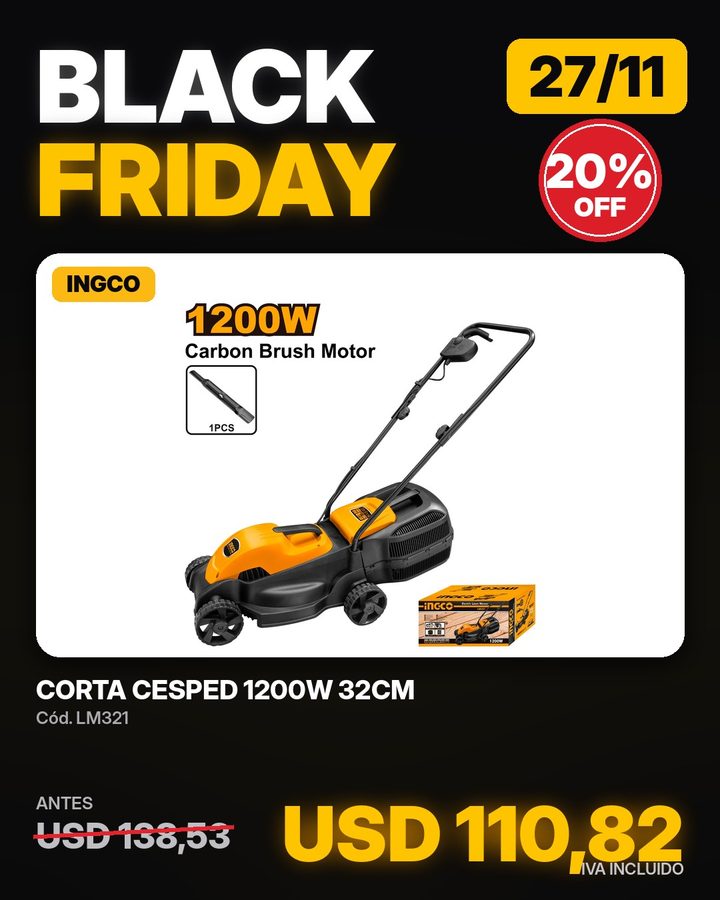 BLACK
FRIDAY
27/11
20%
OFF
INGCO
1200W
Carbon Brush Motor
1PCS
INGCO
1200W
CORTA CESPED 1200W 32CM
Cód. LM321
ANTES
USD 138,53
USD 110,82
IVA INCLUIDO